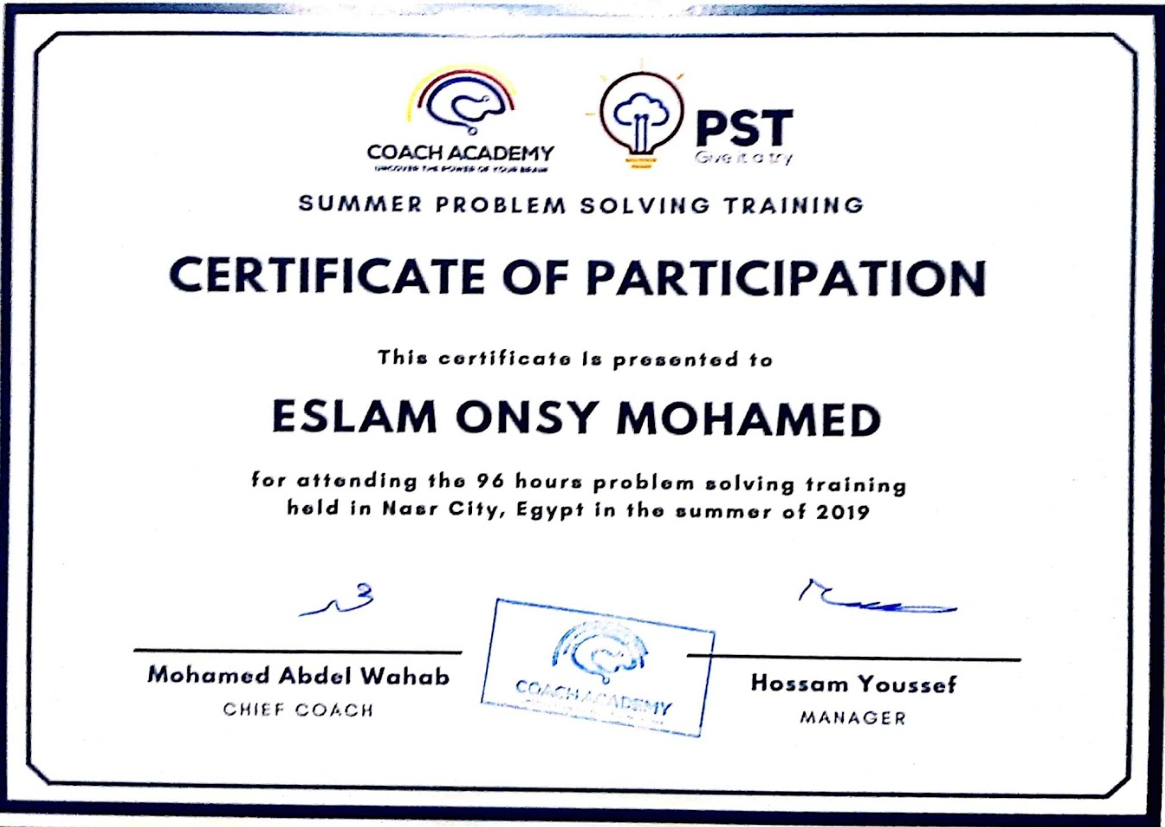 COACH ACADEMY
UNCOVER THE POWER OF YOUR BRAIN
PST
Give it a try
SUMMER PROBLEM SOLVING TRAINING
CERTIFICATE OF PARTICIPATION
This certificate is presented to
ESLAM ONSY MOHAMED
for attending the 96 hours problem solving training
held in Nasr City, Egypt in the summer of 2019
Mohamed Abdel Wahab
CHIEF COACH
COACH ACADEMY
Hossam Youssef
MANAGER